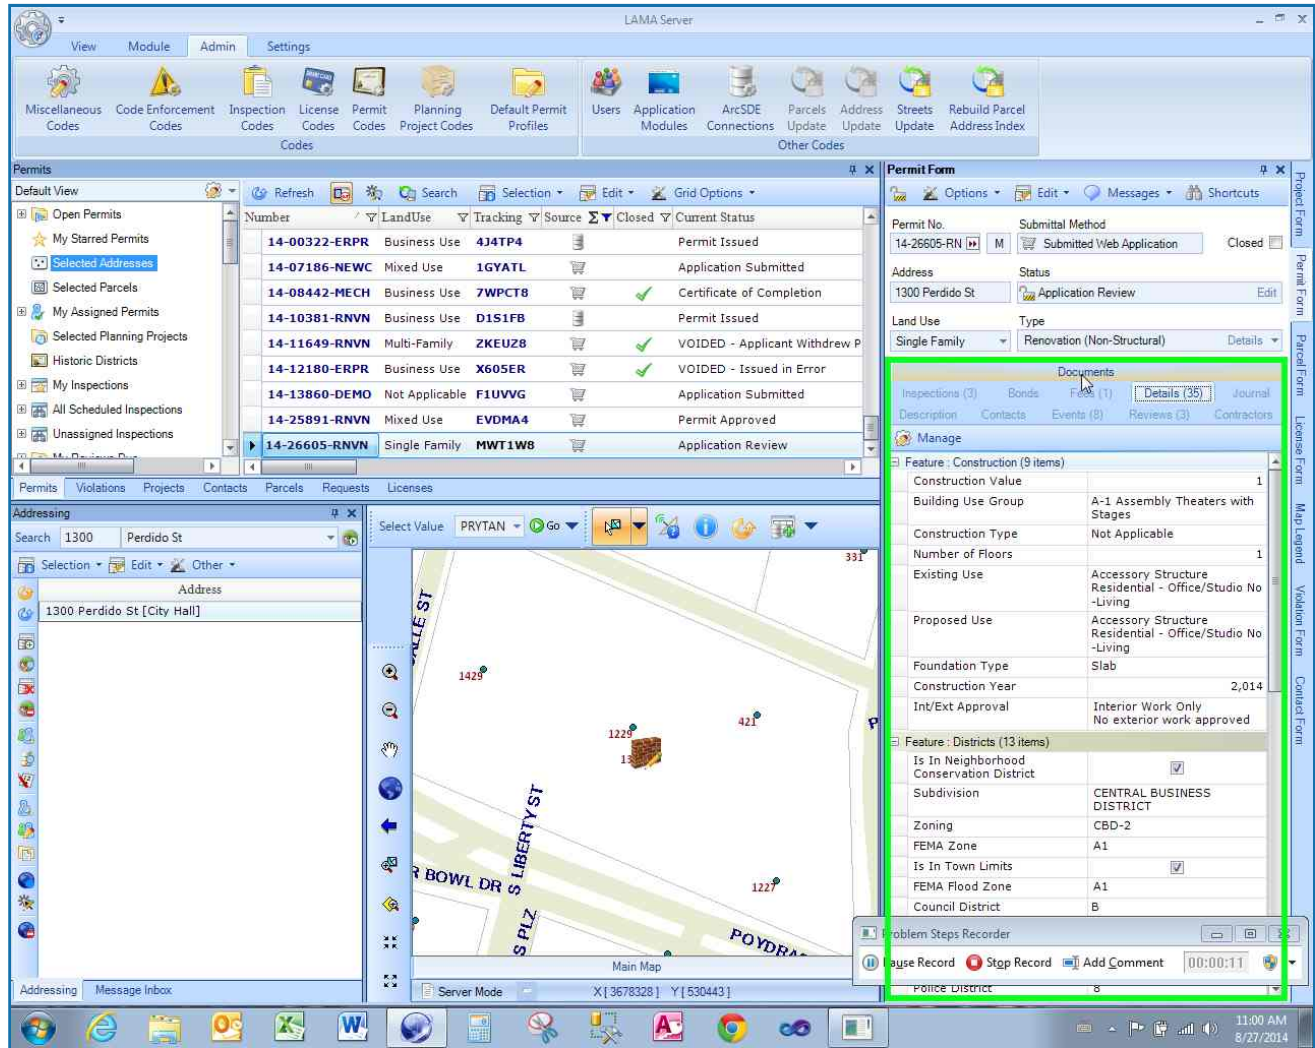 LAMA Server
View Module Admin Settings
Miscellaneous Codes
Code Enforcement Codes
Inspection Codes
License Codes
Permit Codes
Planning Project Codes
Default Permit Profiles
Codes
Users
Application Modules
ArcSDE Connections
Parcels Update
Address Update
Streets Update
Rebuild Parcel Address Index
Other Codes
Permits
Default View
Open Permits
My Starred Permits
Selected Addresses
Selected Parcels
My Assigned Permits
Selected Planning Projects
Historic Districts
My Inspections
All Scheduled Inspections
Unassigned Inspections
Refresh Search Selection Edit Grid Options
Number LandUse Tracking Source Σ Closed Current Status
14-00322-ERPR Business Use 4J4TP4 Permit Issued
14-07186-NEWC Mixed Use 1GYATL Application Submitted
14-08442-MECH Business Use 7WPCT8 Certificate of Completion
14-10381-RNVN Business Use D1S1FB Permit Issued
14-11649-RNVN Multi-Family ZKEUZ8 VOIDED - Applicant Withdrew P
14-12180-ERPR Business Use X605ER VOIDED - Issued in Error
14-13860-DEMO Not Applicable F1UVVG Application Submitted
14-25891-RNVN Mixed Use EVDMA4 Permit Approved
14-26605-RNVN Single Family MWT1W8 Application Review
Permits Violations Projects Contacts Parcels Requests Licenses
Addressing
Search 1300 Perdido St
Selection Edit Other
Address
1300 Perdido St [City Hall]
Addressing Message Inbox
Select Value PRYTAN Go
331
1429
421
1229
1227
S LIBERTY ST
R BOWL DR
S PLZ
POYDRA
Main Map
Server Mode X [ 3678328 ] Y [ 530443 ]
Permit Form
Options Edit Messages Shortcuts
Permit No. Submittal Method
14-26605-RN M Submitted Web Application Closed
Address Status
1300 Perdido St Application Review Edit
Land Use Type
Single Family Renovation (Non-Structural) Details
Documents
Inspections (3) Bonds Fees (1) Details (35) Journal
Description Contacts Events (8) Reviews (3) Contractors
Manage
Feature : Construction (9 items)
Construction Value 1
Building Use Group A-1 Assembly Theaters with
Stages
Construction Type Not Applicable
Number of Floors 1
Existing Use Accessory Structure
Residential - Office/Studio No
-Living
Proposed Use Accessory Structure
Residential - Office/Studio No
-Living
Foundation Type Slab
Construction Year 2,014
Int/Ext Approval Interior Work Only
No exterior work approved
Feature : Districts (13 items)
Is In Neighborhood
Conservation District
Subdivision CENTRAL BUSINESS
DISTRICT
Zoning CBD-2
FEMA Zone A1
Is In Town Limits
FEMA Flood Zone A1
Council District B
Problem Steps Recorder
Pause Record Stop Record Add Comment 00:00:11
Police District 8
Project Form
Permit Form
Parcel Form
License Form
Map Legend
Violation Form
Contact Form
11:00 AM
8/27/2014